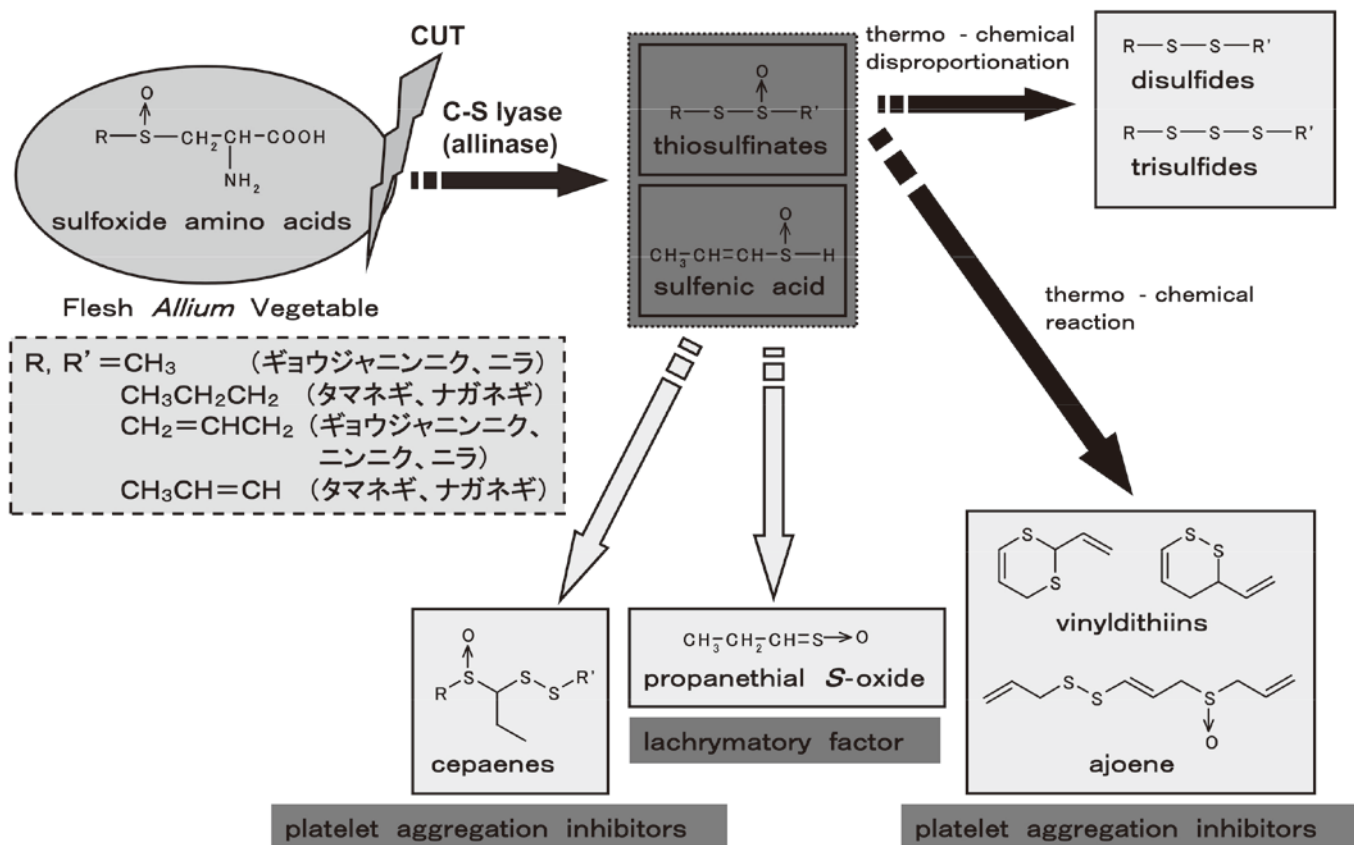 CUT
O
R-S-CH2-CH-COOH
NH2
sulfoxide amino acids
Flesh Allium Vegetable
C-S lyase
(allinase)
O
R-S-S-R'
thiosulfinates
O
CH3CH=CH-S-H
sulfenic acid
thermo - chemical
disproportionation
R-S-S-R'
disulfides
R-S-S-S-R'
trisulfides
thermo - chemical
reaction
R, R'=CH3 (ギョウジャニンニク、ニラ)
CH3CH2CH2 (タマネギ、ナガネギ)
CH2=CHCH2 (ギョウジャニンニク、
ニンニク、ニラ)
CH3CH=CH (タマネギ、ナガネギ)
O
R S S S R'
cepaenes
platelet aggregation inhibitors
CH3-CH2-CH=S→O
propanethial S-oxide
lachrymatory factor
S S
S S
vinyldithiins
S S S
O
ajoene
platelet aggregation inhibitors